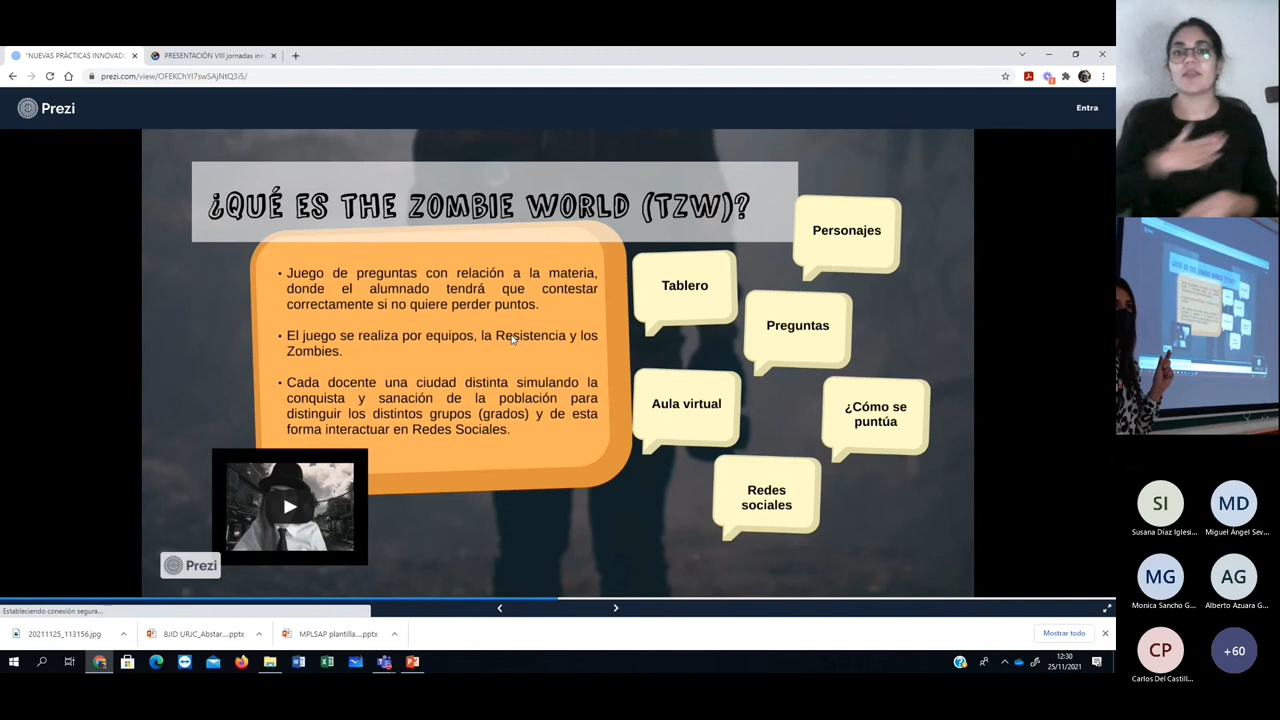 "NUEVAS PRÁCTICAS INNOVAD
PRESENTACIÓN VIII jornadas inn
prezi.com/view/OFEKChYI7swSAjNtQ3i5/
Prezi
Entra
¿QUÉ ES THE ZOMBIE WORLD (TZW)?
• Juego de preguntas con relación a la materia,
donde el alumnado tendrá que contestar
correctamente si no quiere perder puntos.
• El juego se realiza por equipos, la Resistencia y los
Zombies.
• Cada docente una ciudad distinta simulando la
conquista y sanación de la población para
distinguir los distintos grupos (grados) y de esta
forma interactuar en Redes Sociales.
Personajes
Tablero
Preguntas
Aula virtual
¿Cómo se
puntúa
Redes
sociales
Prezi
Estableciendo conexión segura...
20211125_113156.jpg
8JID URJC_Abstar....pptx
MPLSAP plantilla....pptx
Mostrar todo
12:30
25/11/2021
SI
Susana Díaz Iglesi...
MD
Miguel Ángel Sev...
MG
Monica Sancho G...
AG
Alberto Azuara G...
CP
Carlos Del Castill...
+60